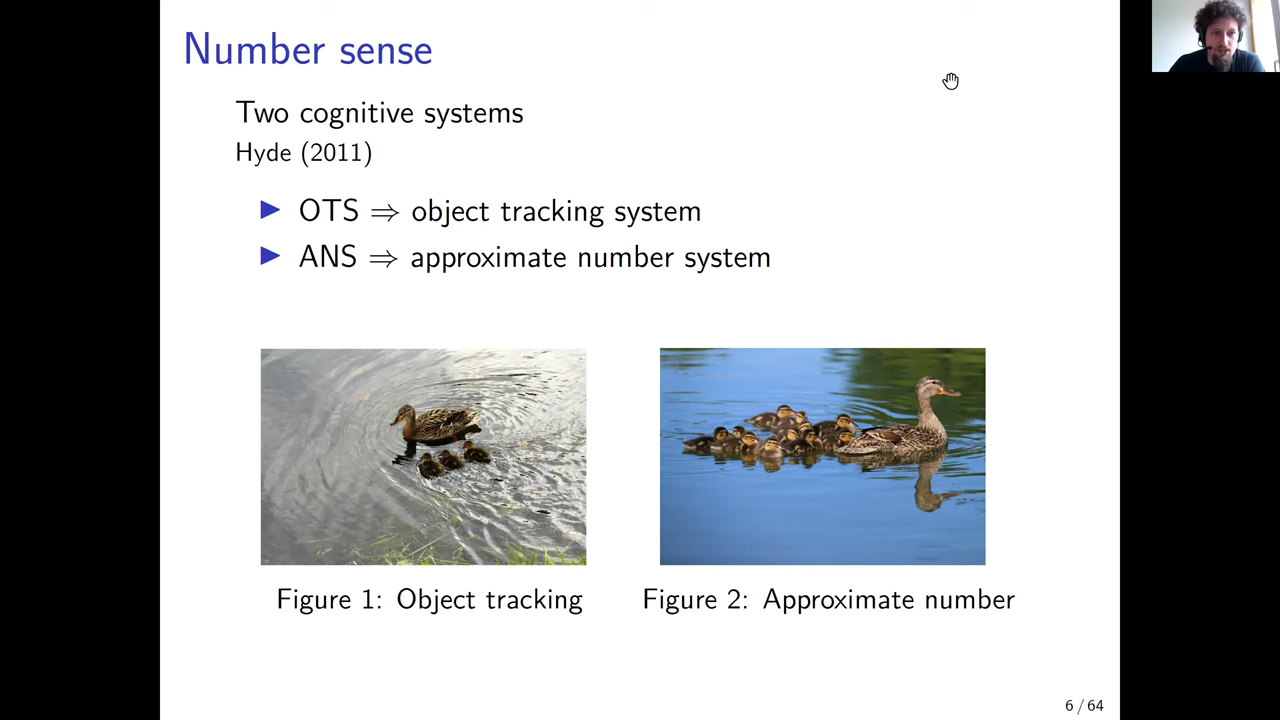 Number sense
Two cognitive systems
Hyde (2011)
▶ OTS ⇒ object tracking system
▶ ANS ⇒ approximate number system
Figure 1: Object tracking
Figure 2: Approximate number
6 / 64